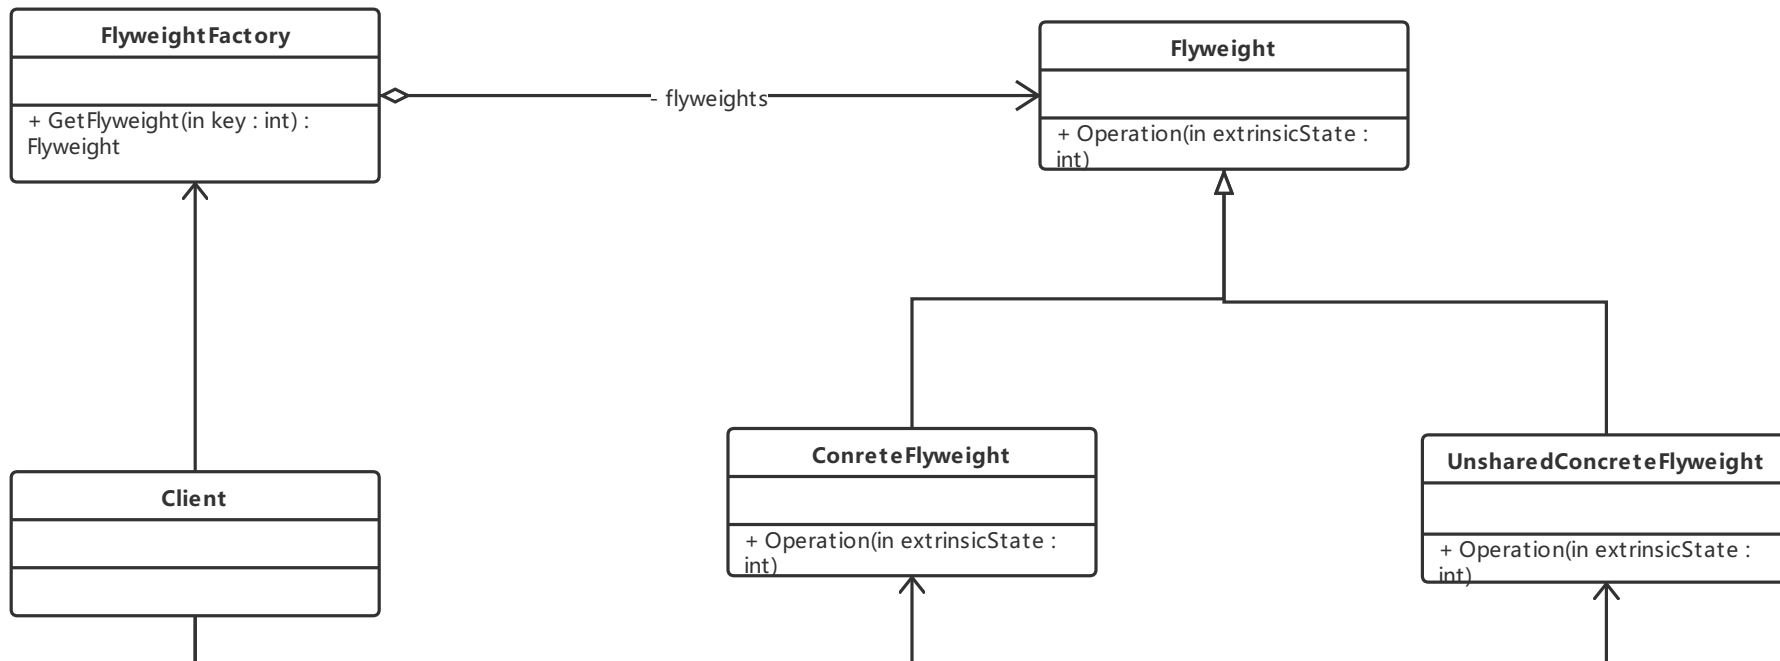 FlyweightFactory
+ GetFlyweight(in key : int) :
Flyweight
- flyweights
Flyweight
+ Operation(in extrinsicState :
int)
ConreteFlyweight
+ Operation(in extrinsicState :
int)
UnsharedConcreteFlyweight
+ Operation(in extrinsicState :
int)
Client